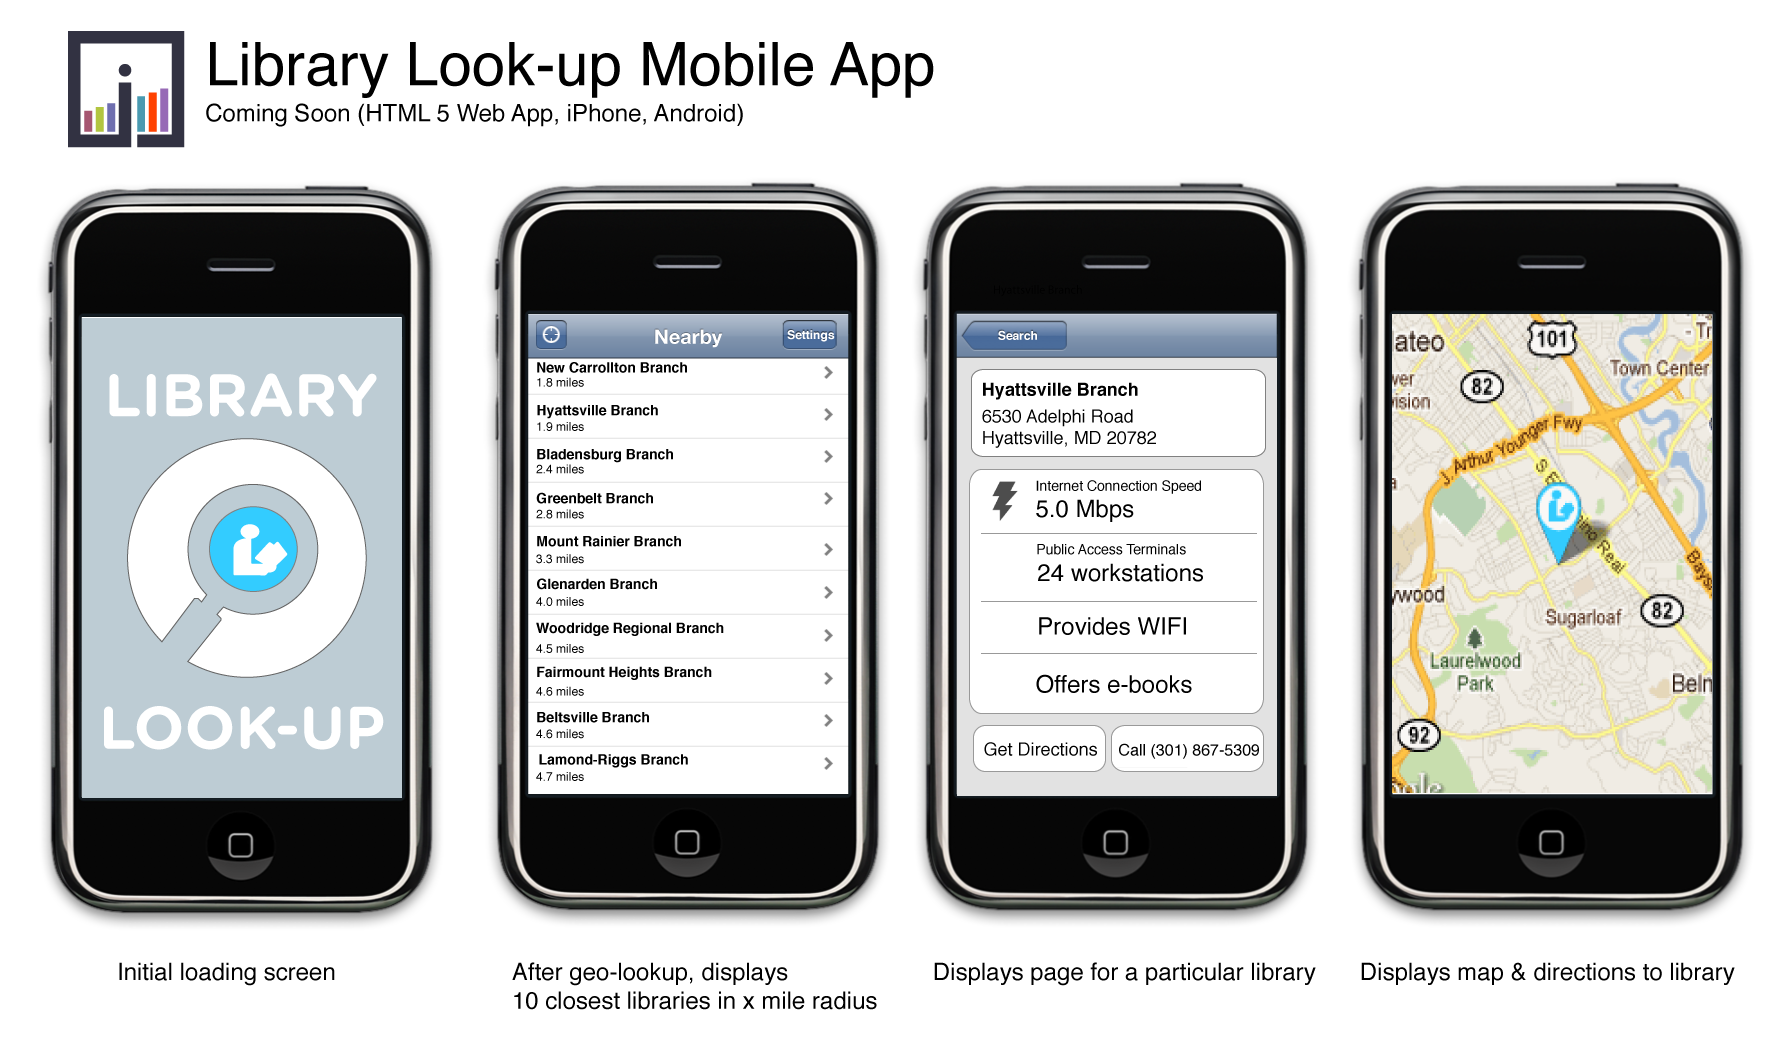 Library Look-up Mobile App
Coming Soon (HTML 5 Web App, iPhone, Android)
LIBRARY
LOOK-UP
Initial loading screen
Nearby
Settings
New Carrollton Branch
1.8 miles
Hyattsville Branch
1.9 miles
Bladensburg Branch
2.4 miles
Greenbelt Branch
2.8 miles
Mount Rainier Branch
3.3 miles
Glenarden Branch
4.0 miles
Woodridge Regional Branch
4.5 miles
Fairmount Heights Branch
4.6 miles
Beltsville Branch
4.6 miles
Lamond-Riggs Branch
4.7 miles
After geo-lookup, displays
10 closest libraries in x mile radius
Hyattsville Branch
Search
Hyattsville Branch
6530 Adelphi Road
Hyattsville, MD 20782
Internet Connection Speed
5.0 Mbps
Public Access Terminals
24 workstations
Provides WIFI
Offers e-books
Get Directions
Call (301) 867-5309
Displays page for a particular library
ateo
101
- Tr
Town Center
82
ver
ision
J. Arthur Younger Fwy
S E
ino Real
Bays
ywood
Sugarloaf
82
Laurelwood
Park
Beln
92
Displays map & directions to library